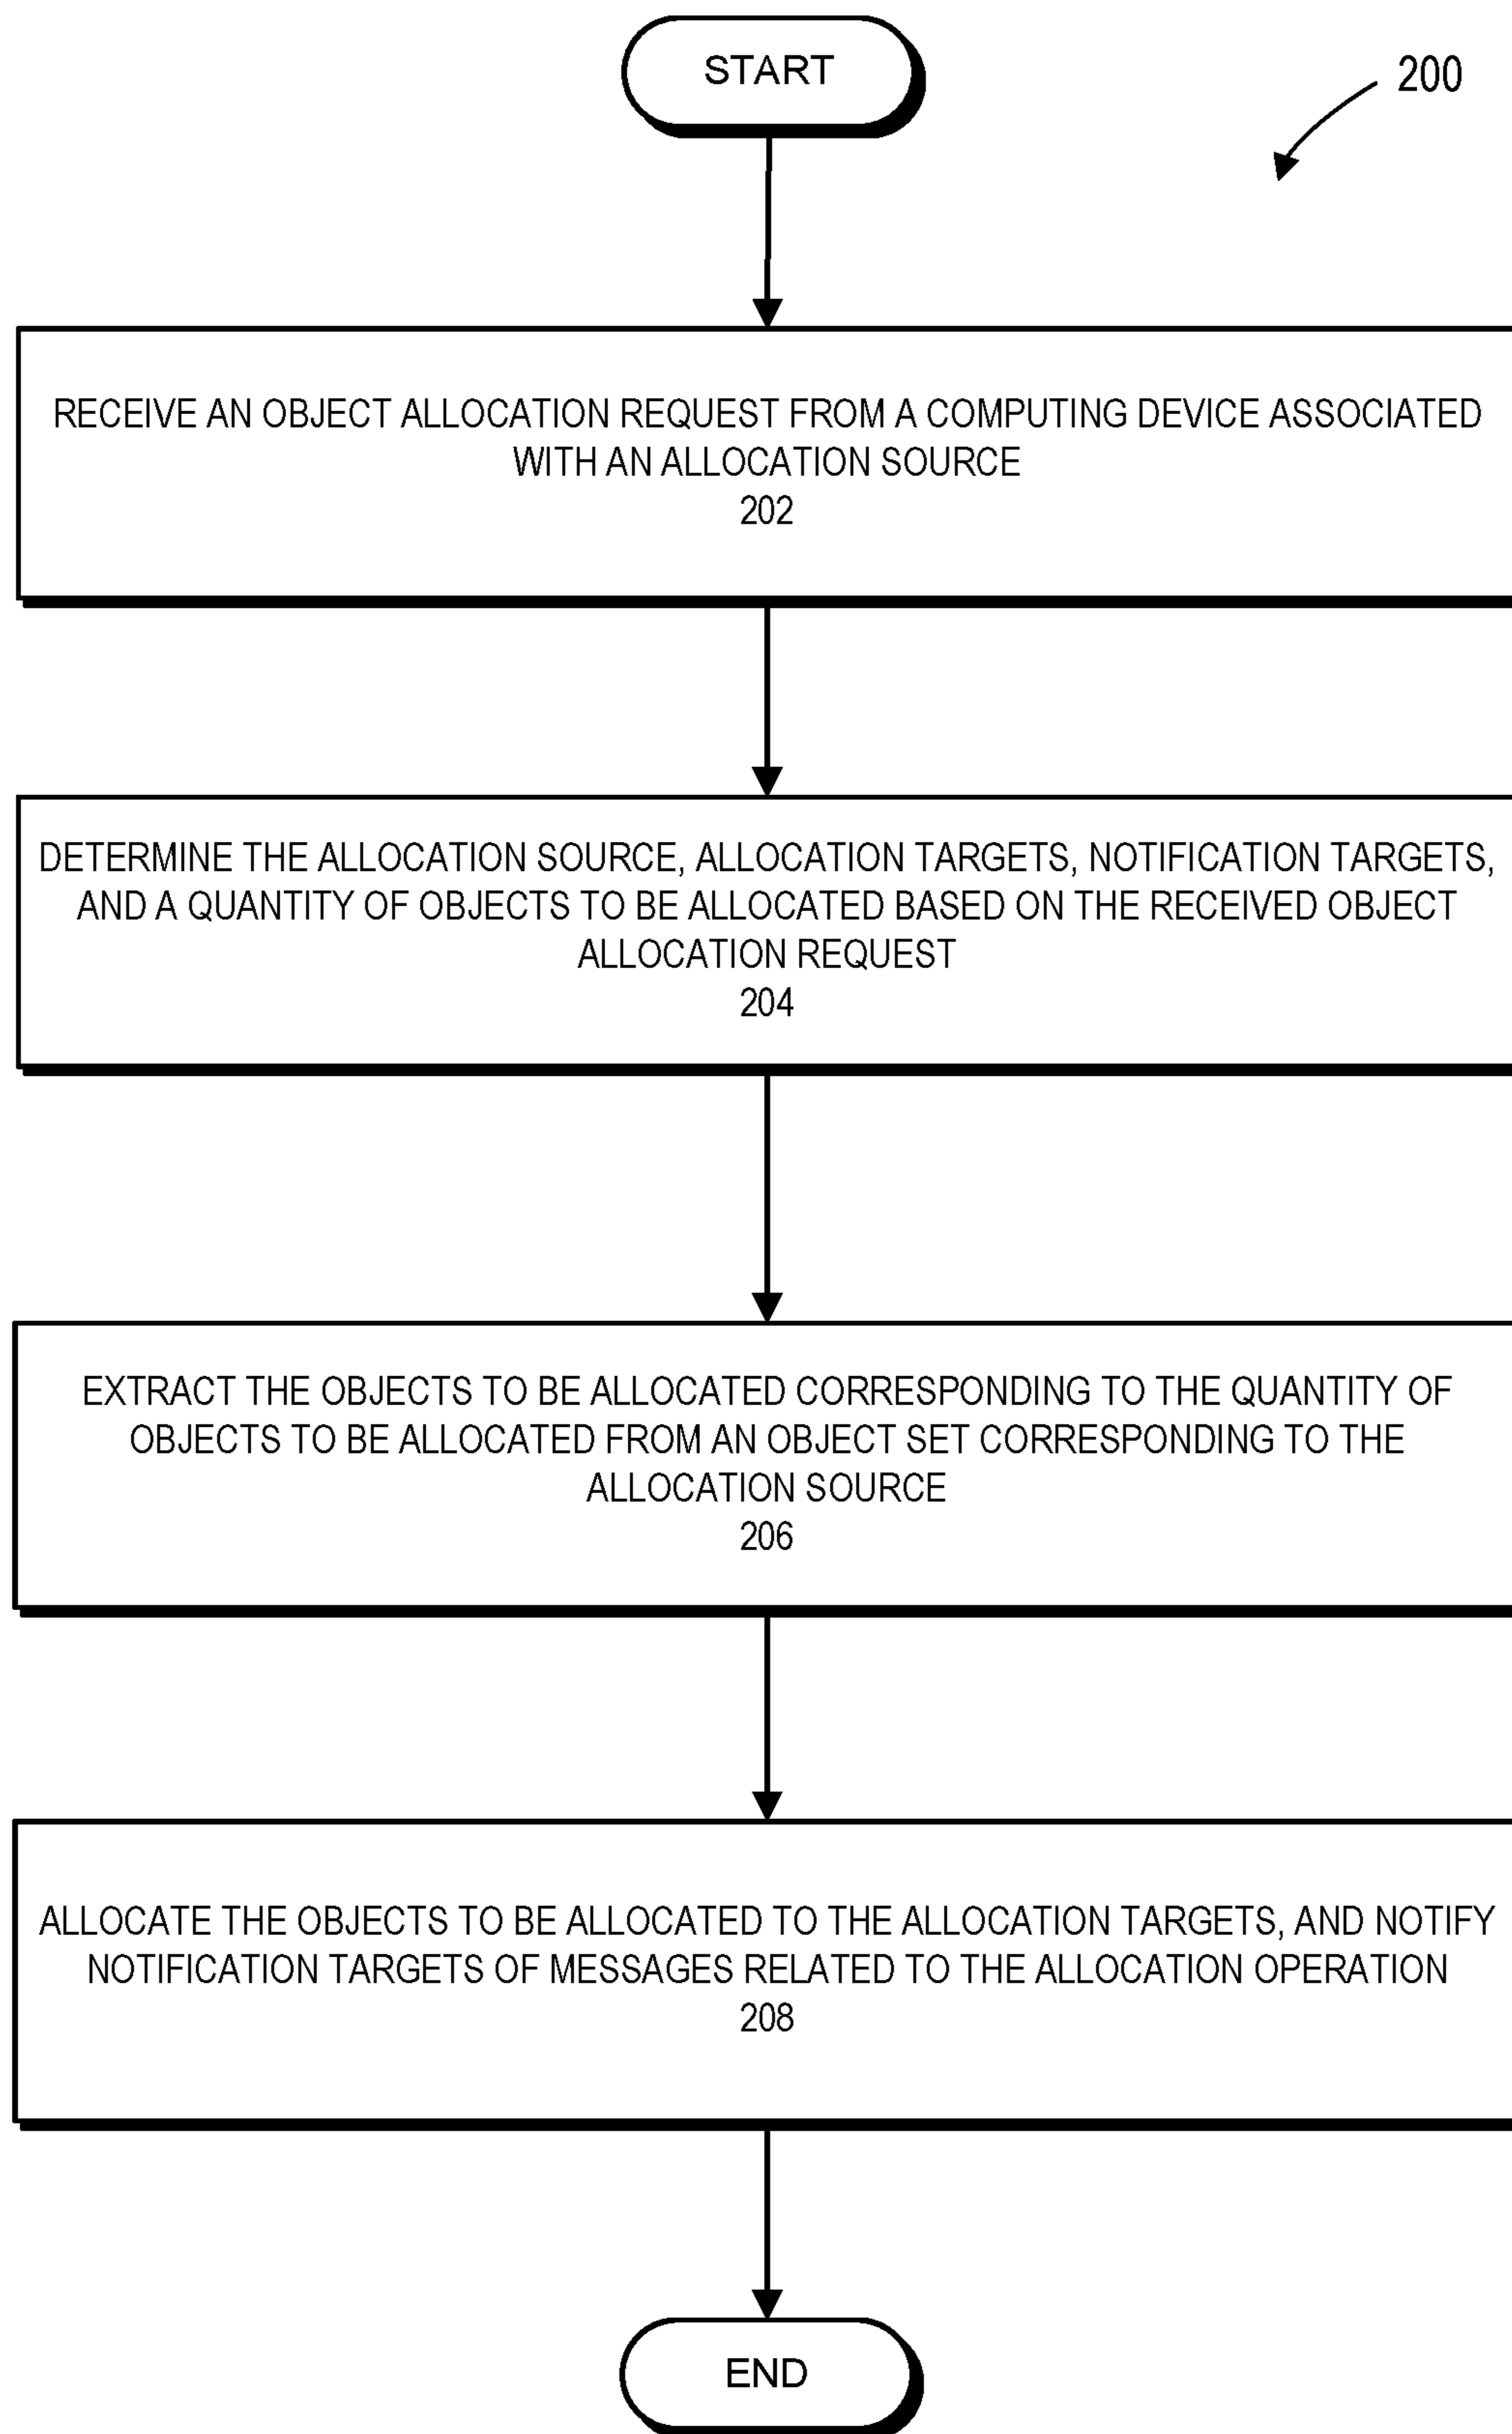 START
200
RECEIVE AN OBJECT ALLOCATION REQUEST FROM A COMPUTING DEVICE ASSOCIATED
WITH AN ALLOCATION SOURCE
202
DETERMINE THE ALLOCATION SOURCE, ALLOCATION TARGETS, NOTIFICATION TARGETS,
AND A QUANTITY OF OBJECTS TO BE ALLOCATED BASED ON THE RECEIVED OBJECT
ALLOCATION REQUEST
204
EXTRACT THE OBJECTS TO BE ALLOCATED CORRESPONDING TO THE QUANTITY OF
OBJECTS TO BE ALLOCATED FROM AN OBJECT SET CORRESPONDING TO THE
ALLOCATION SOURCE
206
ALLOCATE THE OBJECTS TO BE ALLOCATED TO THE ALLOCATION TARGETS, AND NOTIFY
NOTIFICATION TARGETS OF MESSAGES RELATED TO THE ALLOCATION OPERATION
208
END